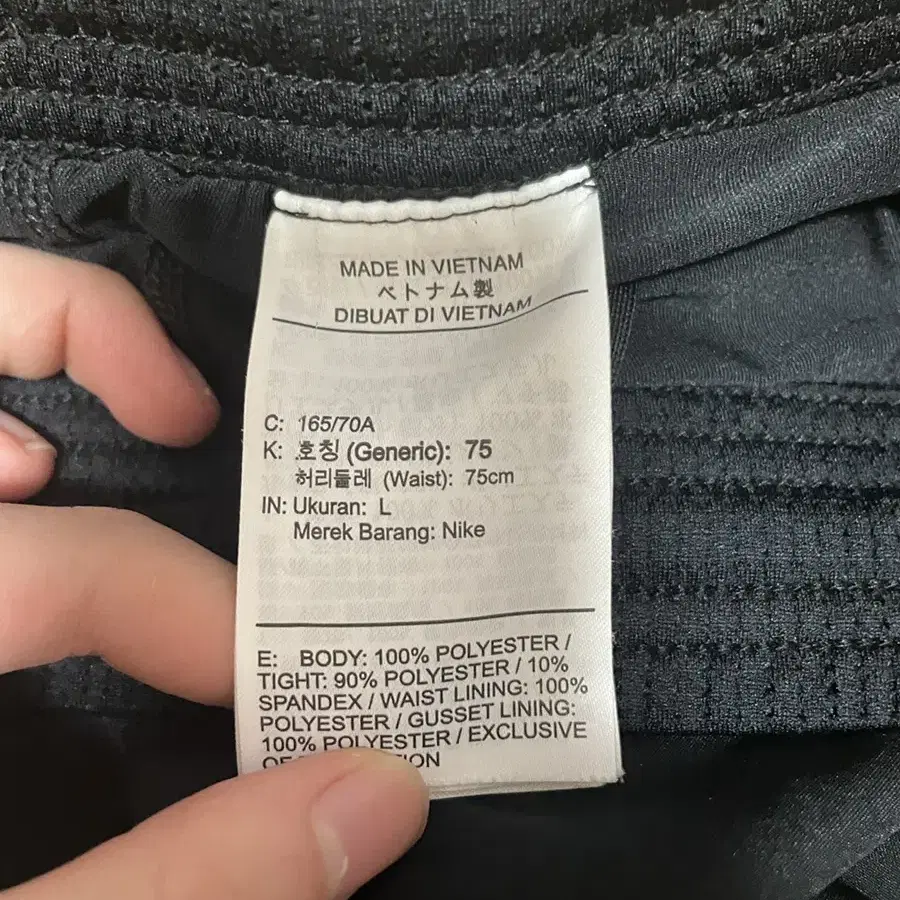 MADE IN VIETNAM
ベトナム製
DIBUAT DI VIETNAM
C: 165/70A
K: 호칭 (Generic): 75
허리둘레 (Waist): 75cm
IN: Ukuran: L
Merek Barang: Nike
E: BODY: 100% POLYESTER /
TIGHT: 90% POLYESTER / 10%
SPANDEX / WAIST LINING: 100%
POLYESTER / GUSSET LINING:
100% POLYESTER / EXCLUSIVE